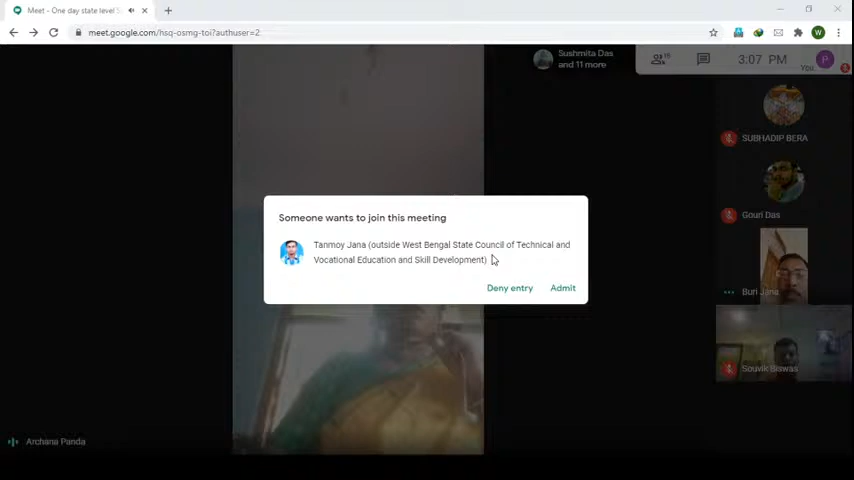 Meet - One day state level S
meet.google.com/hsq-osmg-toi?authuser=2
Sushmita Das
and 11 more
3:07 PM
You
SUBHADIP BERA
Gouri Das
Buri Jana
Souvik Biswas
Someone wants to join this meeting
Tanmoy Jana (outside West Bengal State Council of Technical and
Vocational Education and Skill Development)
Deny entry Admit
Archana Panda